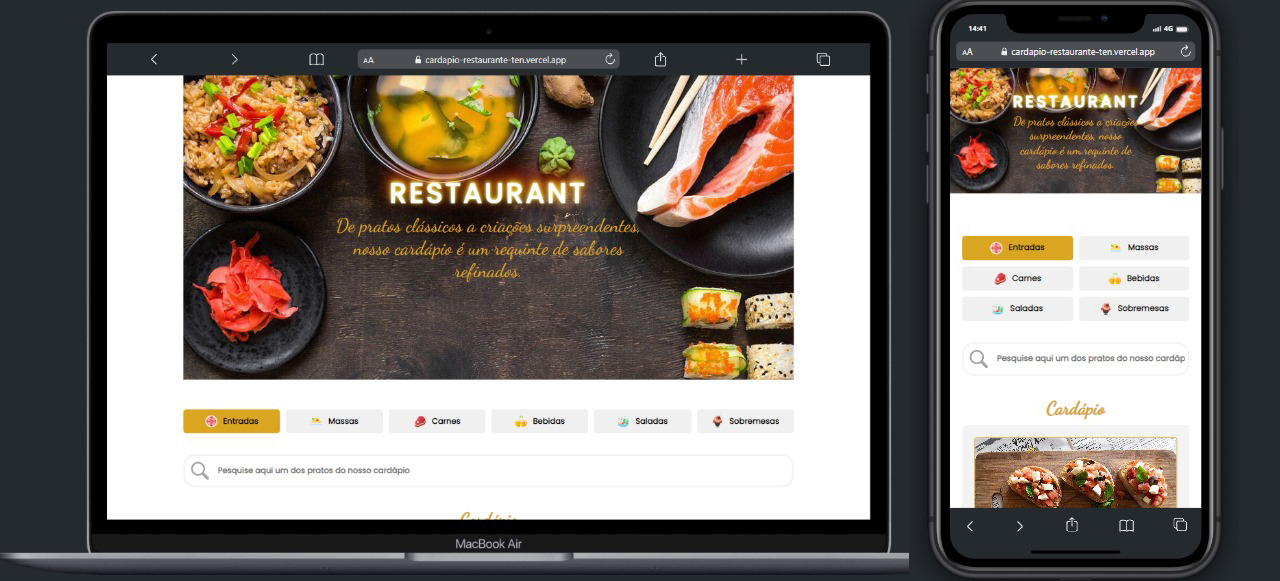 AA cardapio-restaurante-ten.vercel.app
RESTAURANT
De pratos clássicos a criações surpreendentes,
nosso cardápio é um requinte de sabores
refinados.
Entradas Massas Carnes Bebidas Saladas Sobremesas
Pesquise aqui um dos pratos do nosso cardápio
Cardápio
MacBook Air
14:41 4G
AA cardapio-restaurante-ten.vercel.app
RESTAURANT
De pratos clássicos a criações
surpreendentes, nosso
cardápio é um requinte de
sabores refinados.
Entradas Massas
Carnes Bebidas
Saladas Sobremesas
Pesquise aqui um dos pratos do nosso cardáp
Cardápio